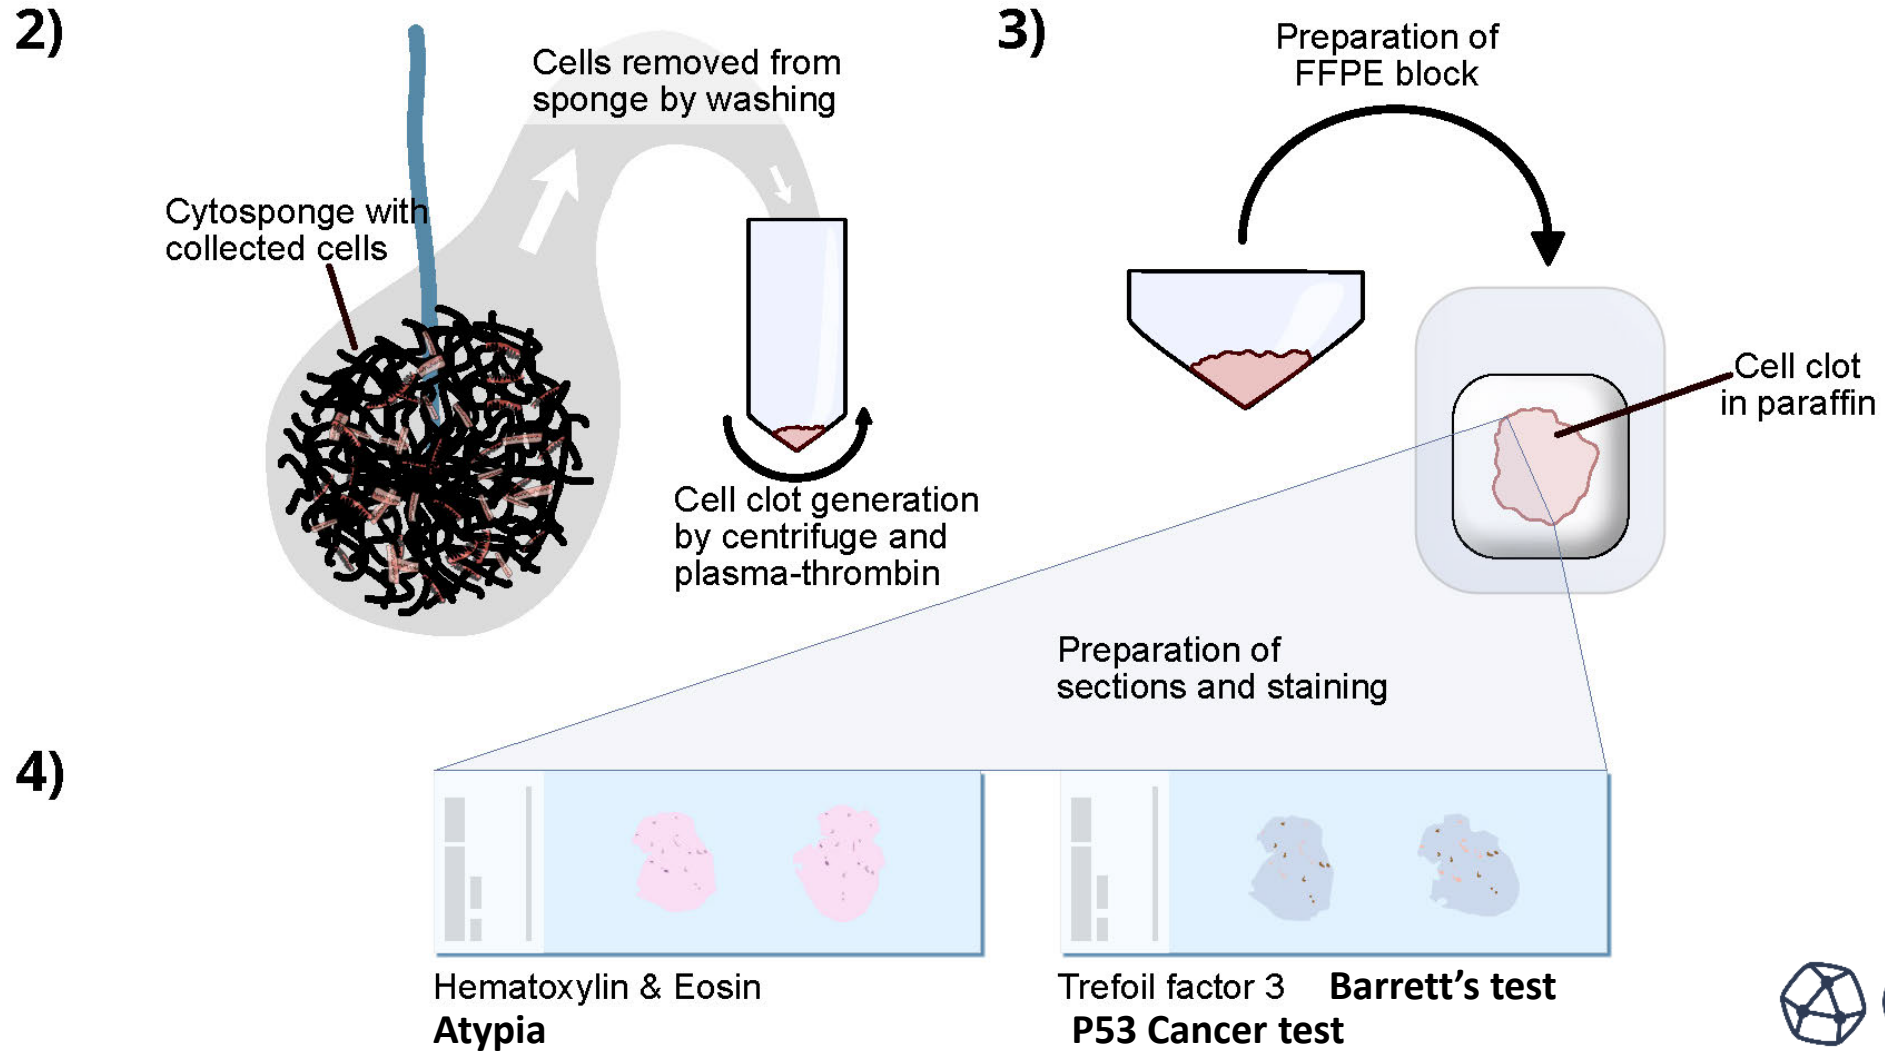 2)
Cells removed from
sponge by washing
Cytosponge with
collected cells
Cell clot generation
by centrifuge and
plasma-thrombin
3)
Preparation of
FFPE block
Cell clot
in paraffin
Preparation of
sections and staining
4)
Hematoxylin & Eosin
Atypia
Trefoil factor 3 Barrett’s test
P53 Cancer test